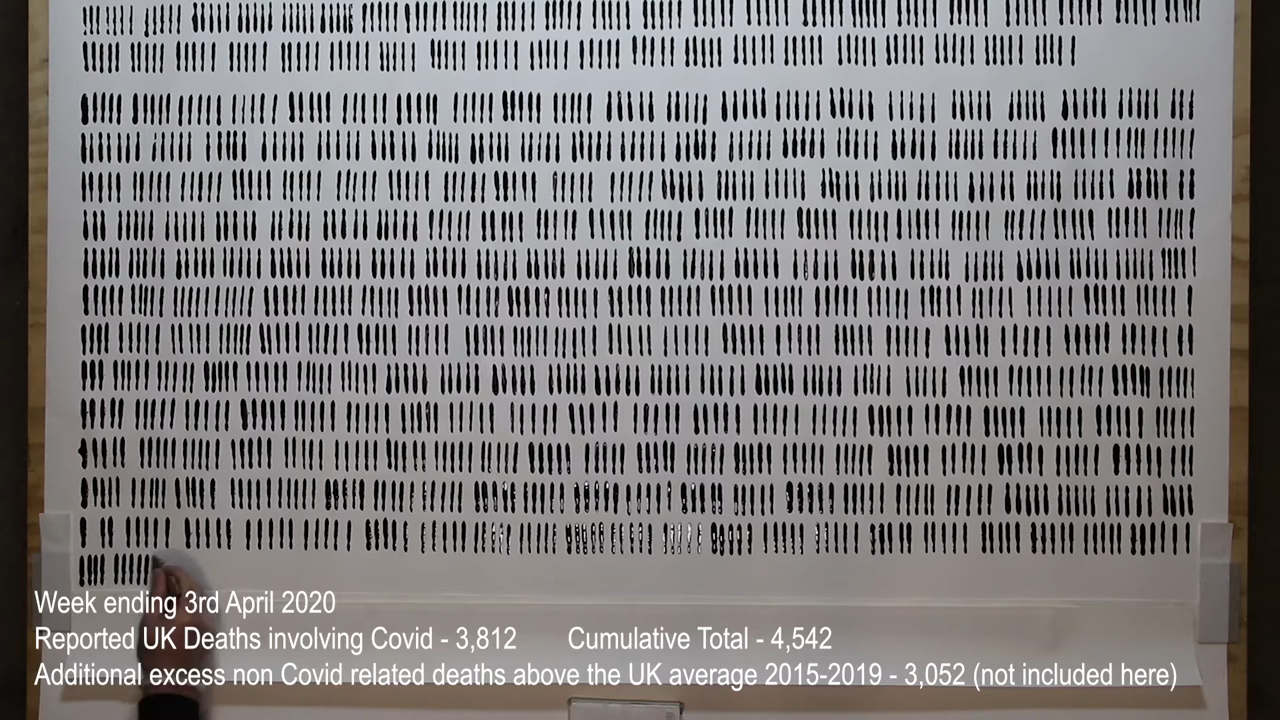 Week ending 3rd April 2020
Reported UK Deaths involving Covid - 3,812 Cumulative Total - 4,542
Additional excess non Covid related deaths above the UK average 2015-2019 - 3,052 (not included here)